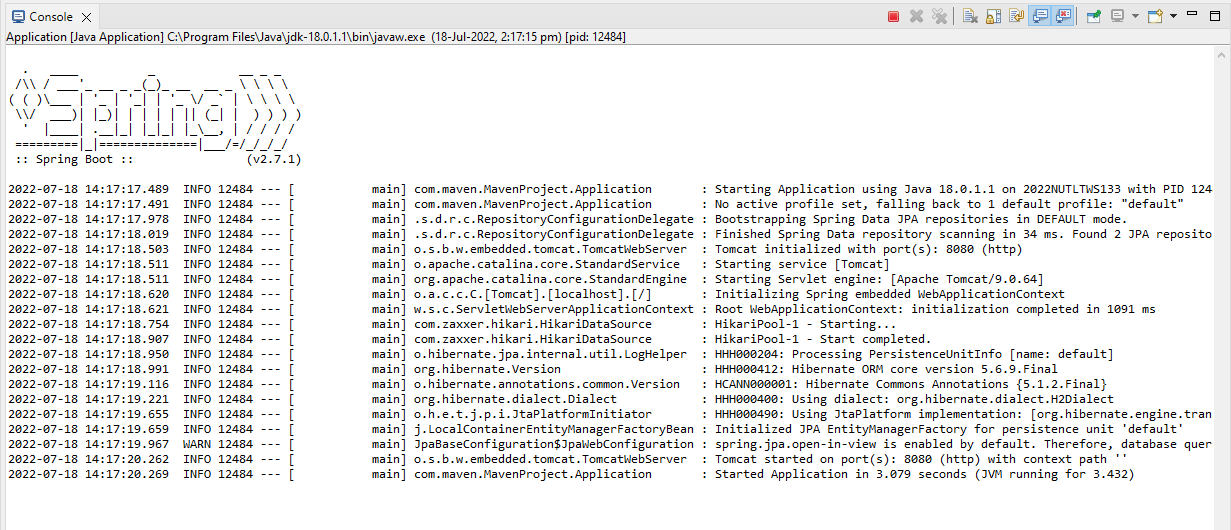 Console
Application [Java Application] C:\Program Files\Java\jdk-18.0.1.1\bin\javaw.exe  (18-Jul-2022, 2:17:15 pm) [pid: 12484]
  .   ____          _            __ _ _
 /\\ / ___'_ __ _ _(_)_ __  __ _ \ \ \ \
( ( )\___ | '_ | '_| | '_ \/ _` | \ \ \ \
 \\/  ___)| |_)| | | | | || (_| |  ) ) ) )
  '  |____| .__|_| |_|_| |_\__, | / / / /
 =========|_|==============|___/=/_/_/_/
 :: Spring Boot ::                (v2.7.1)
2022-07-18 14:17:17.489  INFO 12484 --- [           main] com.maven.MavenProject.Application       : Starting Application using Java 18.0.1.1 on 2022NUTLTWS133 with PID 124
2022-07-18 14:17:17.491  INFO 12484 --- [           main] com.maven.MavenProject.Application       : No active profile set, falling back to 1 default profile: "default"
2022-07-18 14:17:17.978  INFO 12484 --- [           main] .s.d.r.c.RepositoryConfigurationDelegate : Bootstrapping Spring Data JPA repositories in DEFAULT mode.
2022-07-18 14:17:18.019  INFO 12484 --- [           main] .s.d.r.c.RepositoryConfigurationDelegate : Finished Spring Data repository scanning in 34 ms. Found 2 JPA reposito
2022-07-18 14:17:18.503  INFO 12484 --- [           main] o.s.b.w.embedded.tomcat.TomcatWebServer  : Tomcat initialized with port(s): 8080 (http)
2022-07-18 14:17:18.511  INFO 12484 --- [           main] o.apache.catalina.core.StandardService   : Starting service [Tomcat]
2022-07-18 14:17:18.511  INFO 12484 --- [           main] org.apache.catalina.core.StandardEngine  : Starting Servlet engine: [Apache Tomcat/9.0.64]
2022-07-18 14:17:18.620  INFO 12484 --- [           main] o.a.c.c.C.[Tomcat].[localhost].[/]       : Initializing Spring embedded WebApplicationContext
2022-07-18 14:17:18.621  INFO 12484 --- [           main] w.s.c.ServletWebServerApplicationContext : Root WebApplicationContext: initialization completed in 1091 ms
2022-07-18 14:17:18.754  INFO 12484 --- [           main] com.zaxxer.hikari.HikariDataSource       : HikariPool-1 - Starting...
2022-07-18 14:17:18.907  INFO 12484 --- [           main] com.zaxxer.hikari.HikariDataSource       : HikariPool-1 - Start completed.
2022-07-18 14:17:18.950  INFO 12484 --- [           main] o.hibernate.jpa.internal.util.LogHelper  : HHH000204: Processing PersistenceUnitInfo [name: default]
2022-07-18 14:17:18.991  INFO 12484 --- [           main] org.hibernate.Version                    : HHH000412: Hibernate ORM core version 5.6.9.Final
2022-07-18 14:17:19.116  INFO 12484 --- [           main] o.hibernate.annotations.common.Version   : HCANN000001: Hibernate Commons Annotations {5.1.2.Final}
2022-07-18 14:17:19.221  INFO 12484 --- [           main] org.hibernate.dialect.Dialect            : HHH000400: Using dialect: org.hibernate.dialect.H2Dialect
2022-07-18 14:17:19.655  INFO 12484 --- [           main] o.h.e.t.j.p.i.JtaPlatformInitiator       : HHH000490: Using JtaPlatform implementation: [org.hibernate.engine.tran
2022-07-18 14:17:19.659  INFO 12484 --- [           main] j.LocalContainerEntityManagerFactoryBean : Initialized JPA EntityManagerFactory for persistence unit 'default'
2022-07-18 14:17:19.967  WARN 12484 --- [           main] JpaBaseConfiguration$JpaWebConfiguration : spring.jpa.open-in-view is enabled by default. Therefore, database quer
2022-07-18 14:17:20.262  INFO 12484 --- [           main] o.s.b.w.embedded.tomcat.TomcatWebServer  : Tomcat started on port(s): 8080 (http) with context path ''
2022-07-18 14:17:20.269  INFO 12484 --- [           main] com.maven.MavenProject.Application       : Started Application in 3.079 seconds (JVM running for 3.432)